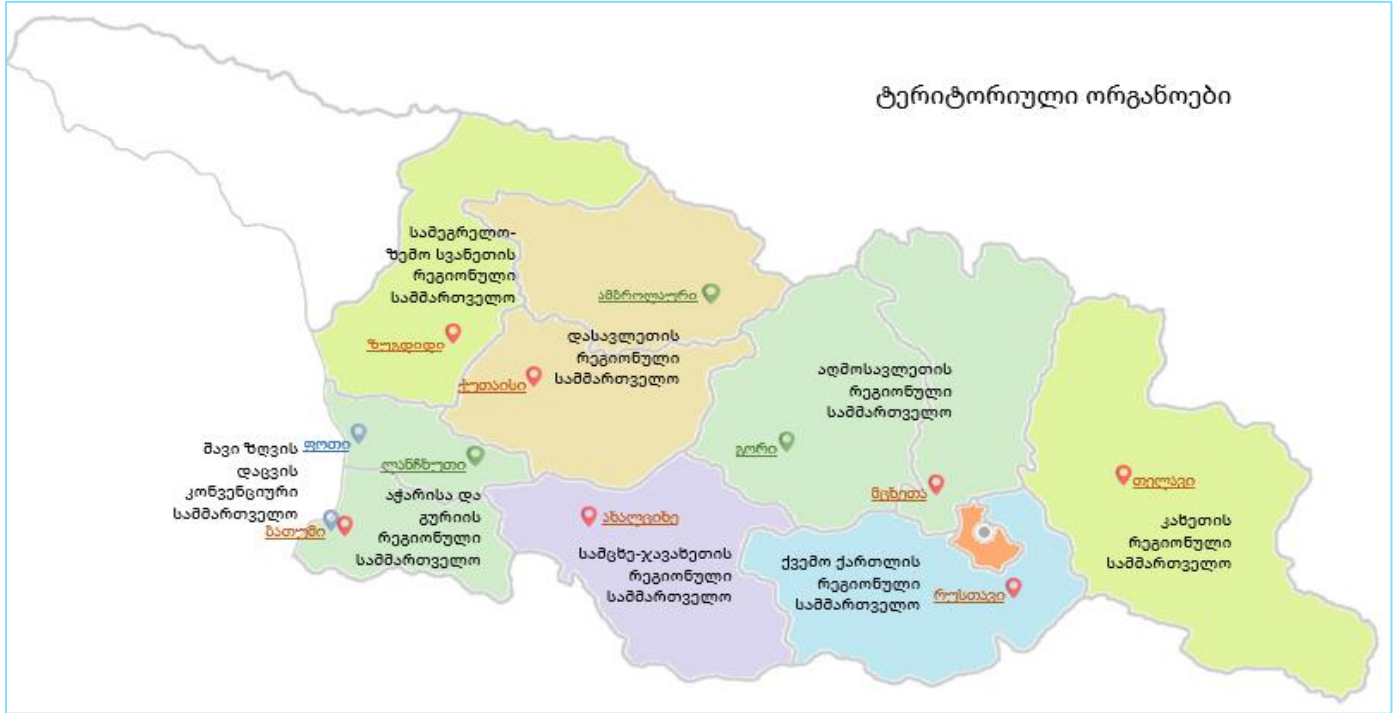 ტერიტორიული ორგანოები
სამეგრელო-
ზემო სვანეთის
რეგიონული
სამმართველო
ზუგდიდი
ამბროლაური
დასავლეთის
რეგიონული
სამმართველო
ქუთაისი
აღმოსავლეთის
რეგიონული
სამმართველო
გორი
მცხეთა
თელავი
კახეთის
რეგიონული
სამმართველო
შავი ზღვის
დაცვის
კონვენციური
სამმართველო
ფოთი
ლანჩხუთი
ბათუმი
აჭარისა და
გურიის
რეგიონული
სამმართველო
ახალციხე
სამცხე-ჯავახეთის
რეგიონული
სამმართველო
ქვემო ქართლის
რეგიონული
სამმართველო
რუსთავი